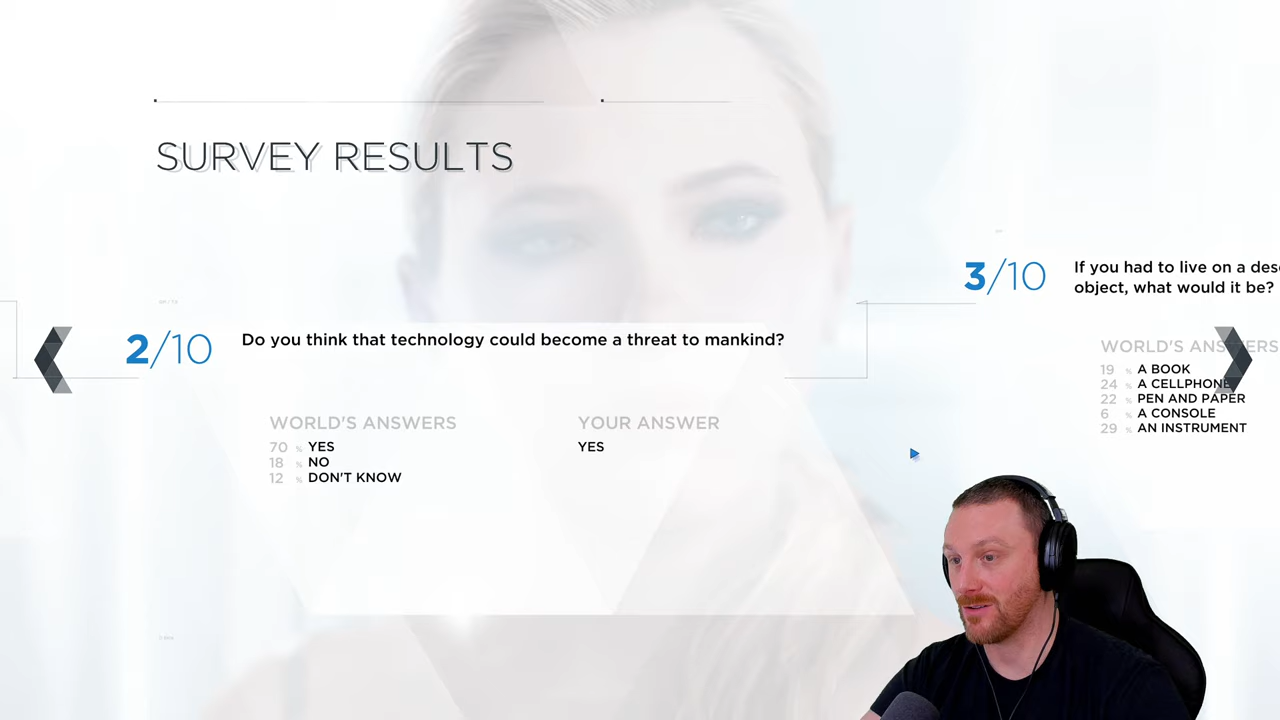 SURVEY RESULTS
2/10
Do you think that technology could become a threat to mankind?
WORLD'S ANSWERS
70 % YES
18 % NO
12 % DON'T KNOW
YOUR ANSWER
YES
3/10
If you had to live on a
object, what would it be?
WORLD'S ANSWERS
19 % A BOOK
24 % A CELLPHONE
22 % PEN AND PAPER
6 % A CONSOLE
29 % AN INSTRUMENT